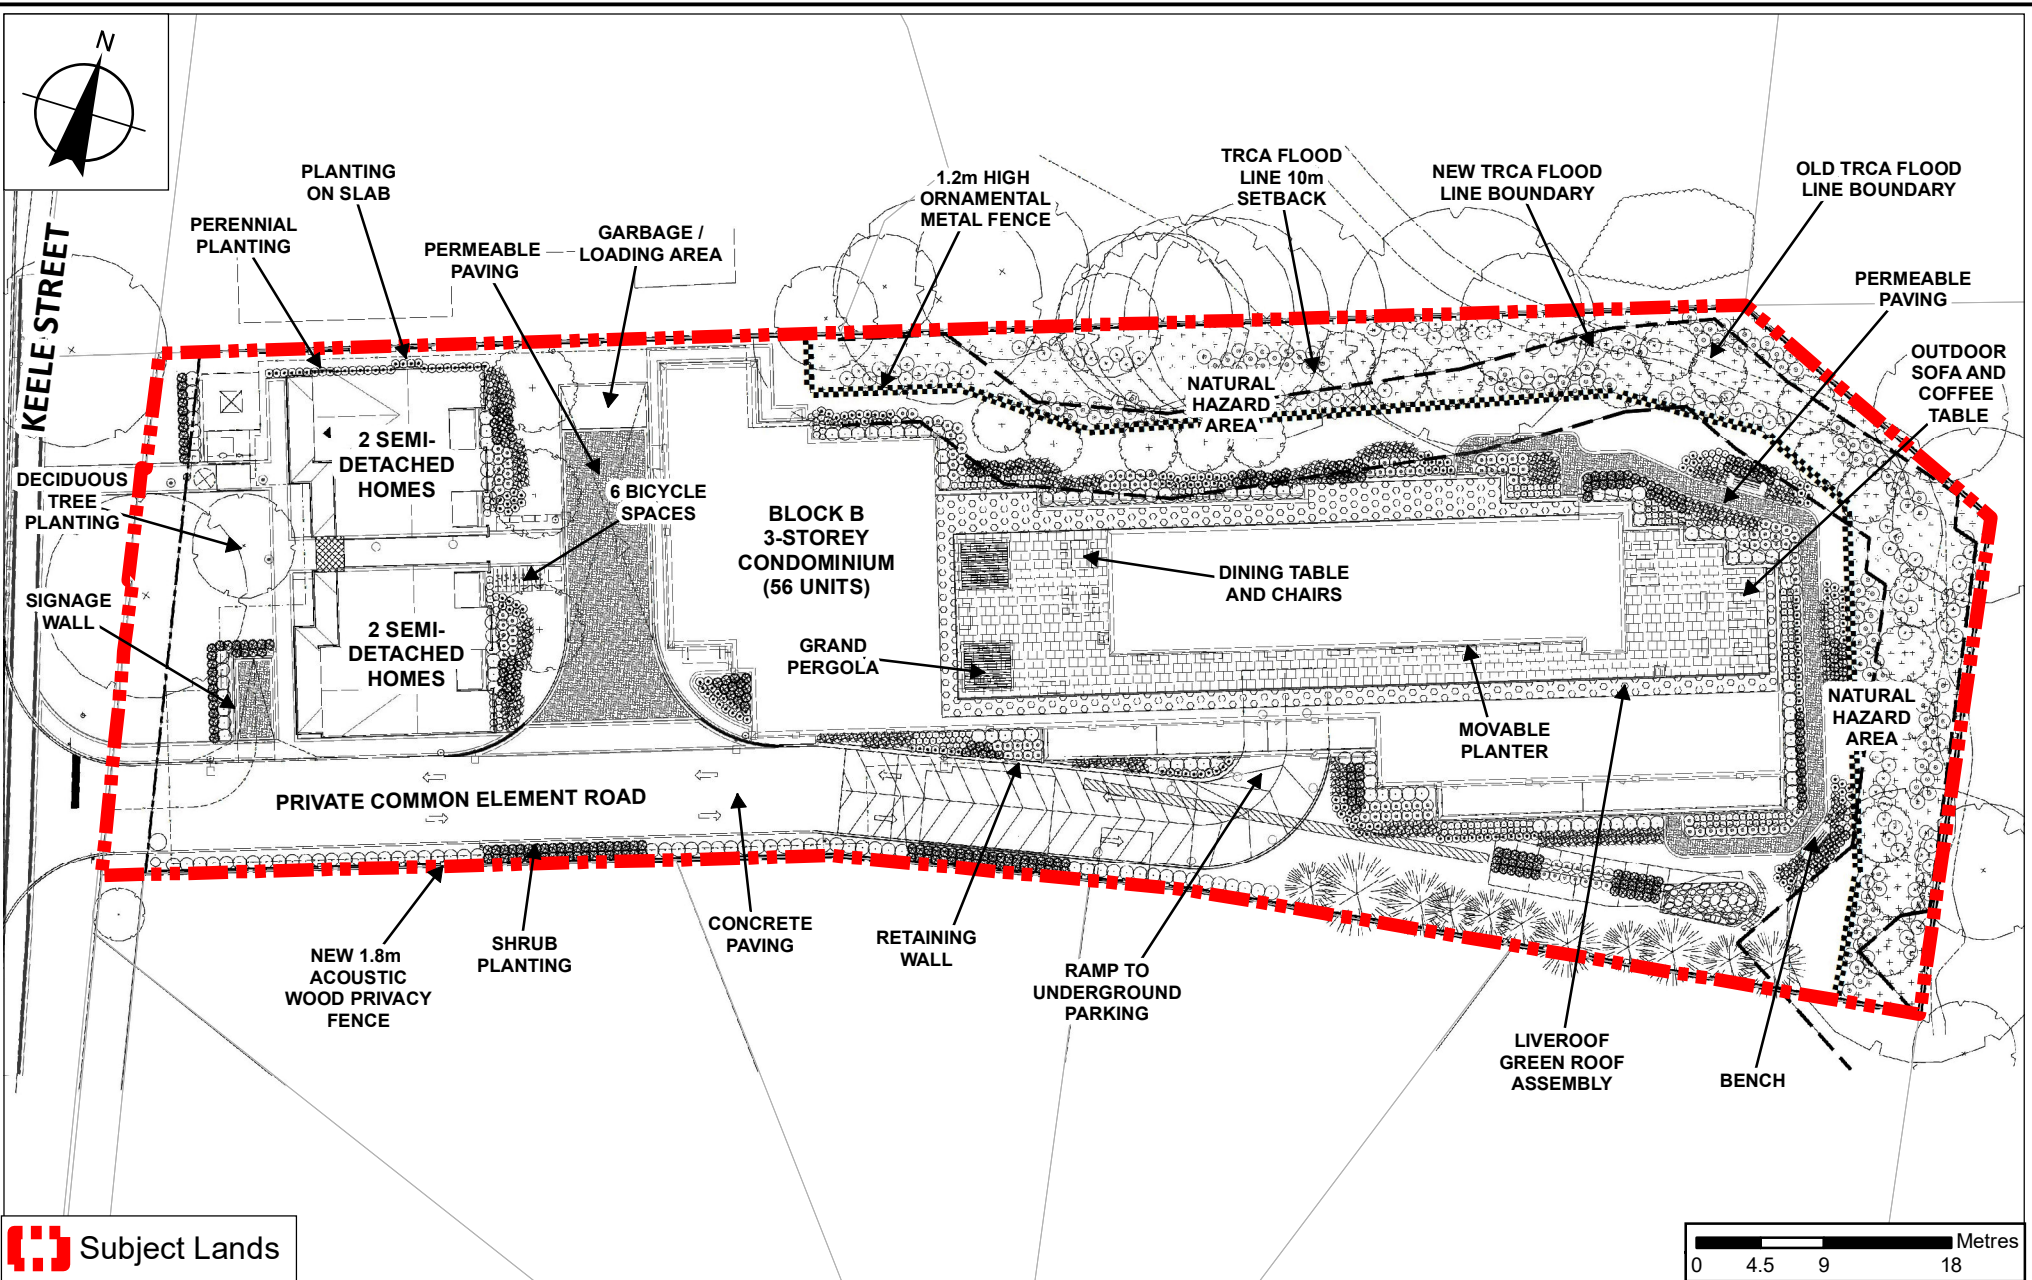 N
KEELE STREET
PLANTING
ON SLAB
PERENNIAL
PLANTING
PERMEABLE
PAVING
GARBAGE /
LOADING AREA
1.2m HIGH
ORNAMENTAL
METAL FENCE
TRCA FLOOD
LINE 10m
SETBACK
NEW TRCA FLOOD
LINE BOUNDARY
OLD TRCA FLOOD
LINE BOUNDARY
PERMEABLE
PAVING
OUTDOOR
SOFA AND
COFFEE
TABLE
NATURAL
HAZARD
AREA
2 SEMI-
DETACHED
HOMES
DECIDUOUS
TREE
PLANTING
6 BICYCLE
SPACES
BLOCK B
3-STOREY
CONDOMINIUM
(56 UNITS)
DINING TABLE
AND CHAIRS
SIGNAGE
WALL
2 SEMI-
DETACHED
HOMES
GRAND
PERGOLA
MOVABLE
PLANTER
NATURAL
HAZARD
AREA
PRIVATE COMMON ELEMENT ROAD
NEW 1.8m
ACOUSTIC
WOOD PRIVACY
FENCE
SHRUB
PLANTING
CONCRETE
PAVING
RETAINING
WALL
RAMP TO
UNDERGROUND
PARKING
LIVEROOF
GREEN ROOF
ASSEMBLY
BENCH
Subject Lands
Metres
0 4.5 9 18